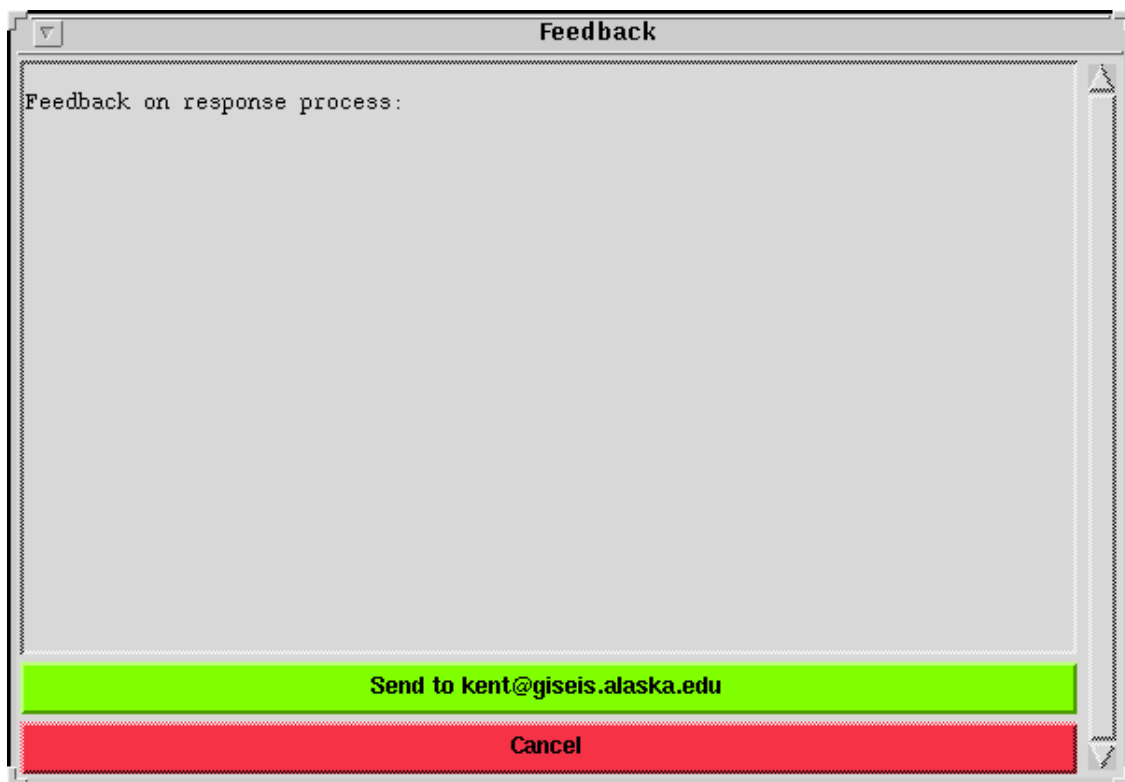 Feedback
Feedback on response process:
Send to kent@giseis.alaska.edu
Cancel